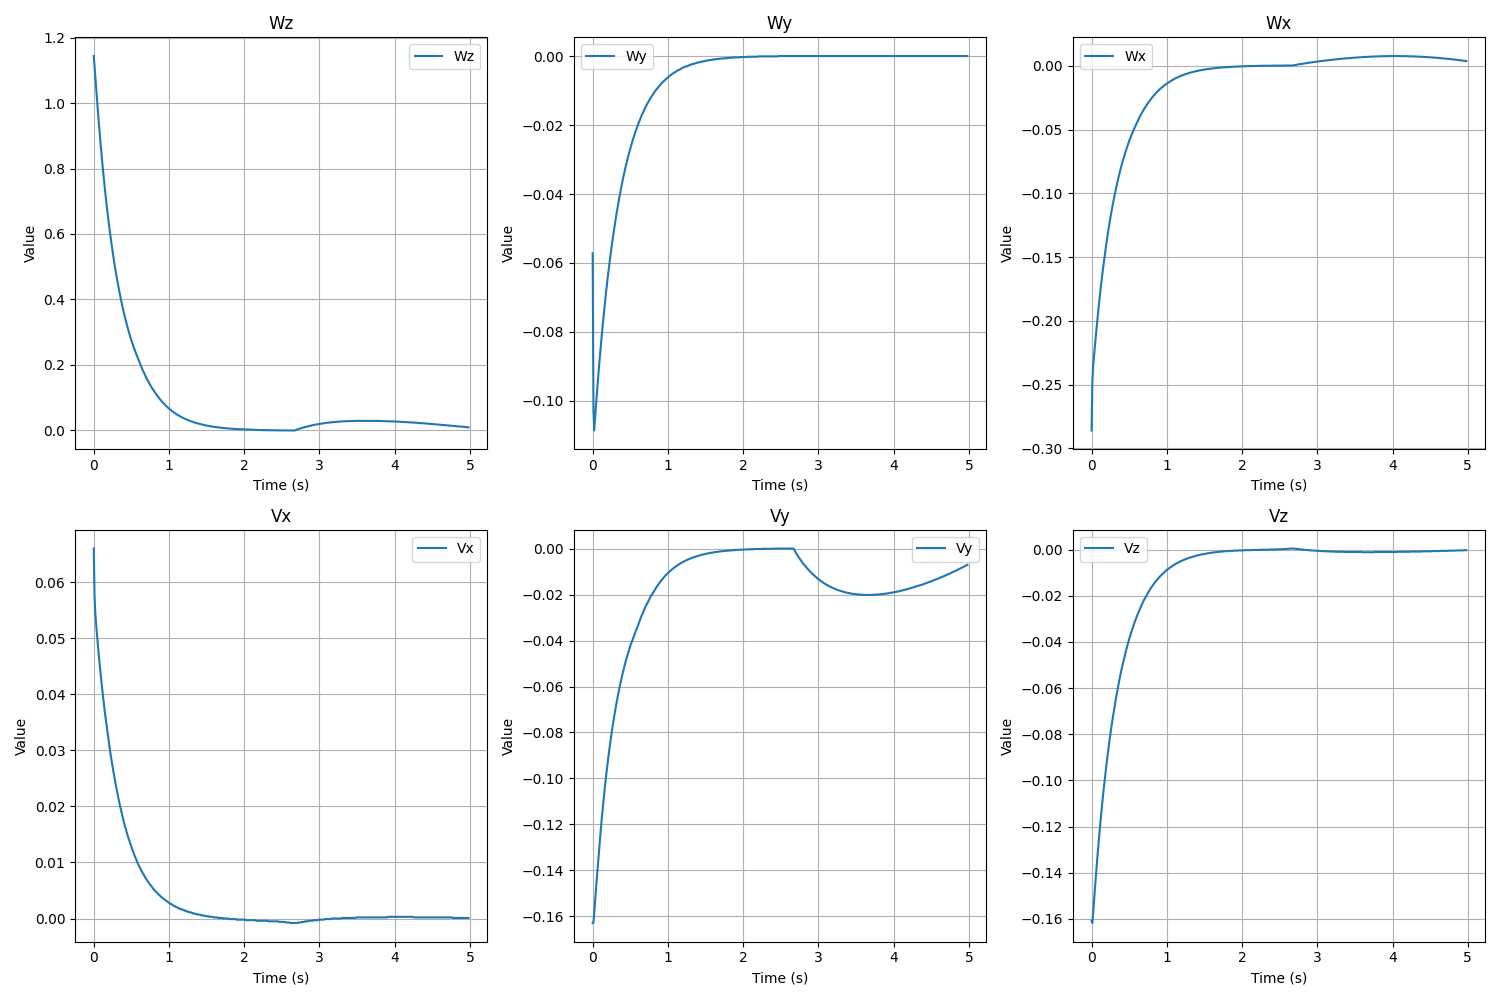 Wz
Wz
Value
1.2
1.0
0.8
0.6
0.4
0.2
0.0
0 1 2 3 4 5
Time (s)
Wy
Wy
Value
0.00
−0.02
−0.04
−0.06
−0.08
−0.10
0 1 2 3 4 5
Time (s)
Wx
Wx
Value
0.00
−0.05
−0.10
−0.15
−0.20
−0.25
−0.30
0 1 2 3 4 5
Time (s)
Vx
Vx
Value
0.06
0.05
0.04
0.03
0.02
0.01
0.00
0 1 2 3 4 5
Time (s)
Vy
Vy
Value
0.00
−0.02
−0.04
−0.06
−0.08
−0.10
−0.12
−0.14
−0.16
0 1 2 3 4 5
Time (s)
Vz
Vz
Value
0.00
−0.02
−0.04
−0.06
−0.08
−0.10
−0.12
−0.14
−0.16
0 1 2 3 4 5
Time (s)